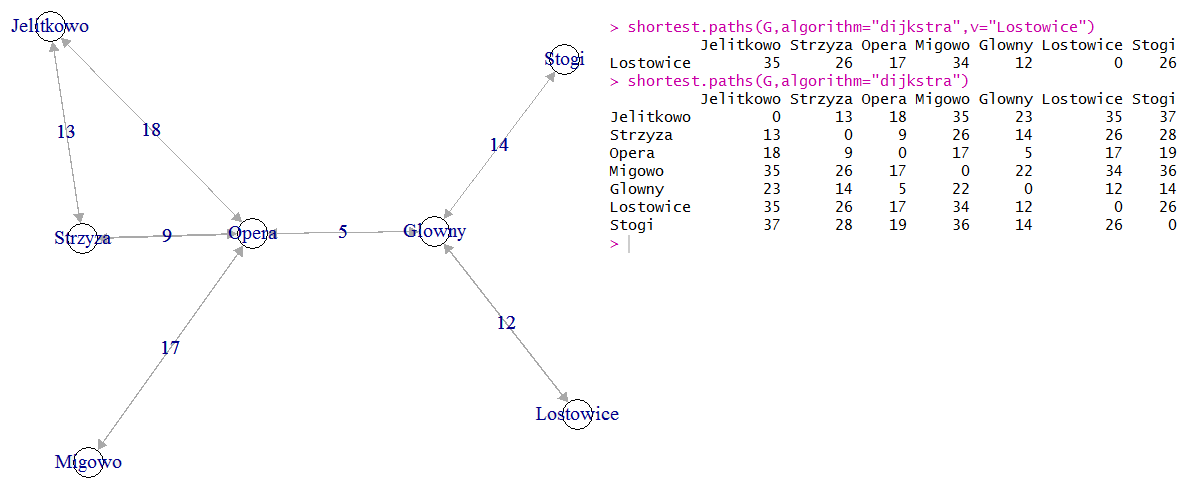 Jelitkowo
Stogi
13
18
14
Strzyza
9
Opera
5
Glowny
17
12
Lostowice
Migowo
> shortest.paths(G,algorithm="dijkstra",v="Lostowice")
Jelitkowo Strzyza Opera Migowo Glowny Lostowice Stogi
Lostowice 35 26 17 34 12 0 26
> shortest.paths(G,algorithm="dijkstra")
Jelitkowo Strzyza Opera Migowo Glowny Lostowice Stogi
Jelitkowo 0 13 18 35 23 35 37
Strzyza 13 0 9 26 14 26 28
Opera 18 9 0 17 5 17 19
Migowo 35 26 17 0 22 34 36
Glowny 23 14 5 22 0 12 14
Lostowice 35 26 17 34 12 0 26
Stogi 37 28 19 36 14 26 0
>